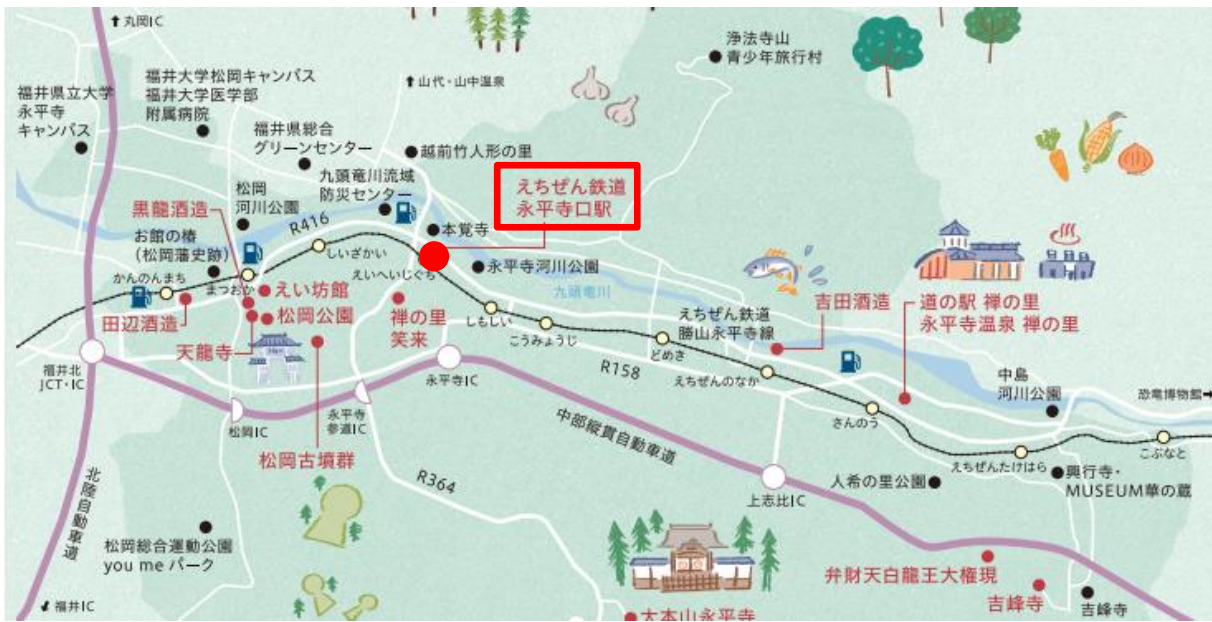 ↑丸岡IC
浄法寺山
青少年旅行村
福井大学松岡キャンパス
福井大学医学部
附属病院
↑山代・山中温泉
福井県立大学
永平寺
キャンパス
福井県総合
グリーンセンター
越前竹人形の里
九頭竜川流域
防災センター
えちぜん鉄道
永平寺口駅
松岡
河川公園
黒龍酒造
R416
本覚寺
お館の椿
(松岡藩史跡)
しいざかい
えいへいじぐち
永平寺河川公園
かんのんまち
まつおか
えい坊館
九頭竜川
田辺酒造
松岡公園
禅の里
笑来
しもしい
こうみょうじ
えちぜん鉄道
勝山永平寺線
吉田酒造
道の駅 禅の里
永平寺温泉 禅の里
天龍寺
どめき
R158
えちぜんのなか
福井北
JCT・IC
永平寺IC
中島
河川公園
恐竜博物館→
松岡IC
永平寺
参道IC
中部縦貫自動車道
さんのう
松岡古墳群
えちぜんたけはら
こぶなと
北陸自動車道
R364
上志比IC
人希の里公園
興行寺・
MUSEUM華の蔵
松岡総合運動公園
you me パーク
弁財天白龍王大権現
吉峰寺
吉峰寺
↙福井IC
大本山永平寺